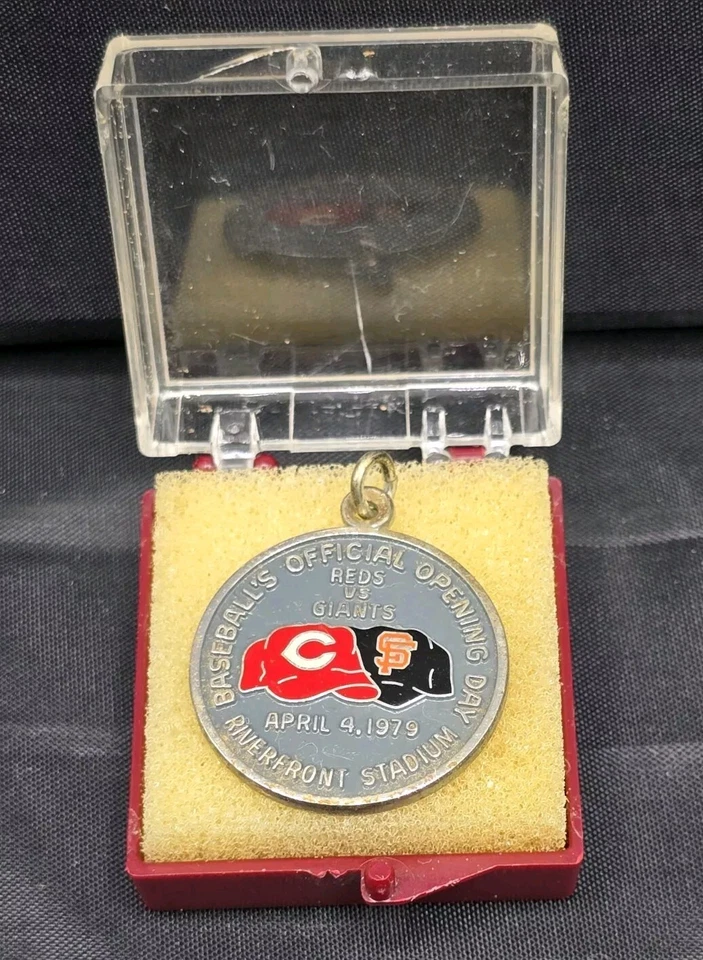 BASEBALL'S OFFICIAL OPENING DAY
REDS
VS
GIANTS
C
SF
APRIL 4, 1979
RIVERFRONT STADIUM